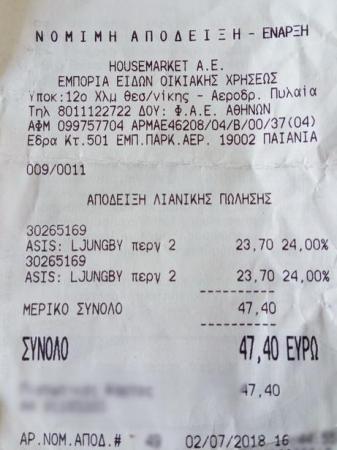 ΝΟΜΙΜΗ ΑΠΟΔΕΙΞΗ - ΕΝΑΡΞΗ
HOUSEMARKET Α.Ε.
ΕΜΠΟΡΙΑ ΕΙΔΩΝ ΟΙΚΙΑΚΗΣ ΧΡΗΣΕΩΣ
Υποκ:12ο Χλμ θεσ/νίκης - Αεροδρ. Πυλαία
Τηλ 8011122722 ΔΟΥ: Φ.Α.Ε. ΑΘΗΝΩΝ
ΑΦΜ 099757704 ΑΡΜΑΕ46208/04/Β/00/37(04)
Εδρα Κτ.501 ΕΜΠ.ΠΑΡΚ.ΑΕΡ. 19002 ΠΑΙΑΝΙΑ
009/0011
ΑΠΟΔΕΙΞΗ ΛΙΑΝΙΚΗΣ ΠΩΛΗΣΗΣ
30265169
ASIS: LJUNGBY περγ 2 23,70 24,00%
30265169
ASIS: LJUNGBY περγ 2 23,70 24,00%
----------
ΜΕΡΙΚΟ ΣΥΝΟΛΟ 47,40
----------
ΣΥΝΟΛΟ 47,40 ΕΥΡΩ
47,40
ΑΡ.ΝΟΜ.ΑΠΟΔ.# 02/07/2018 16